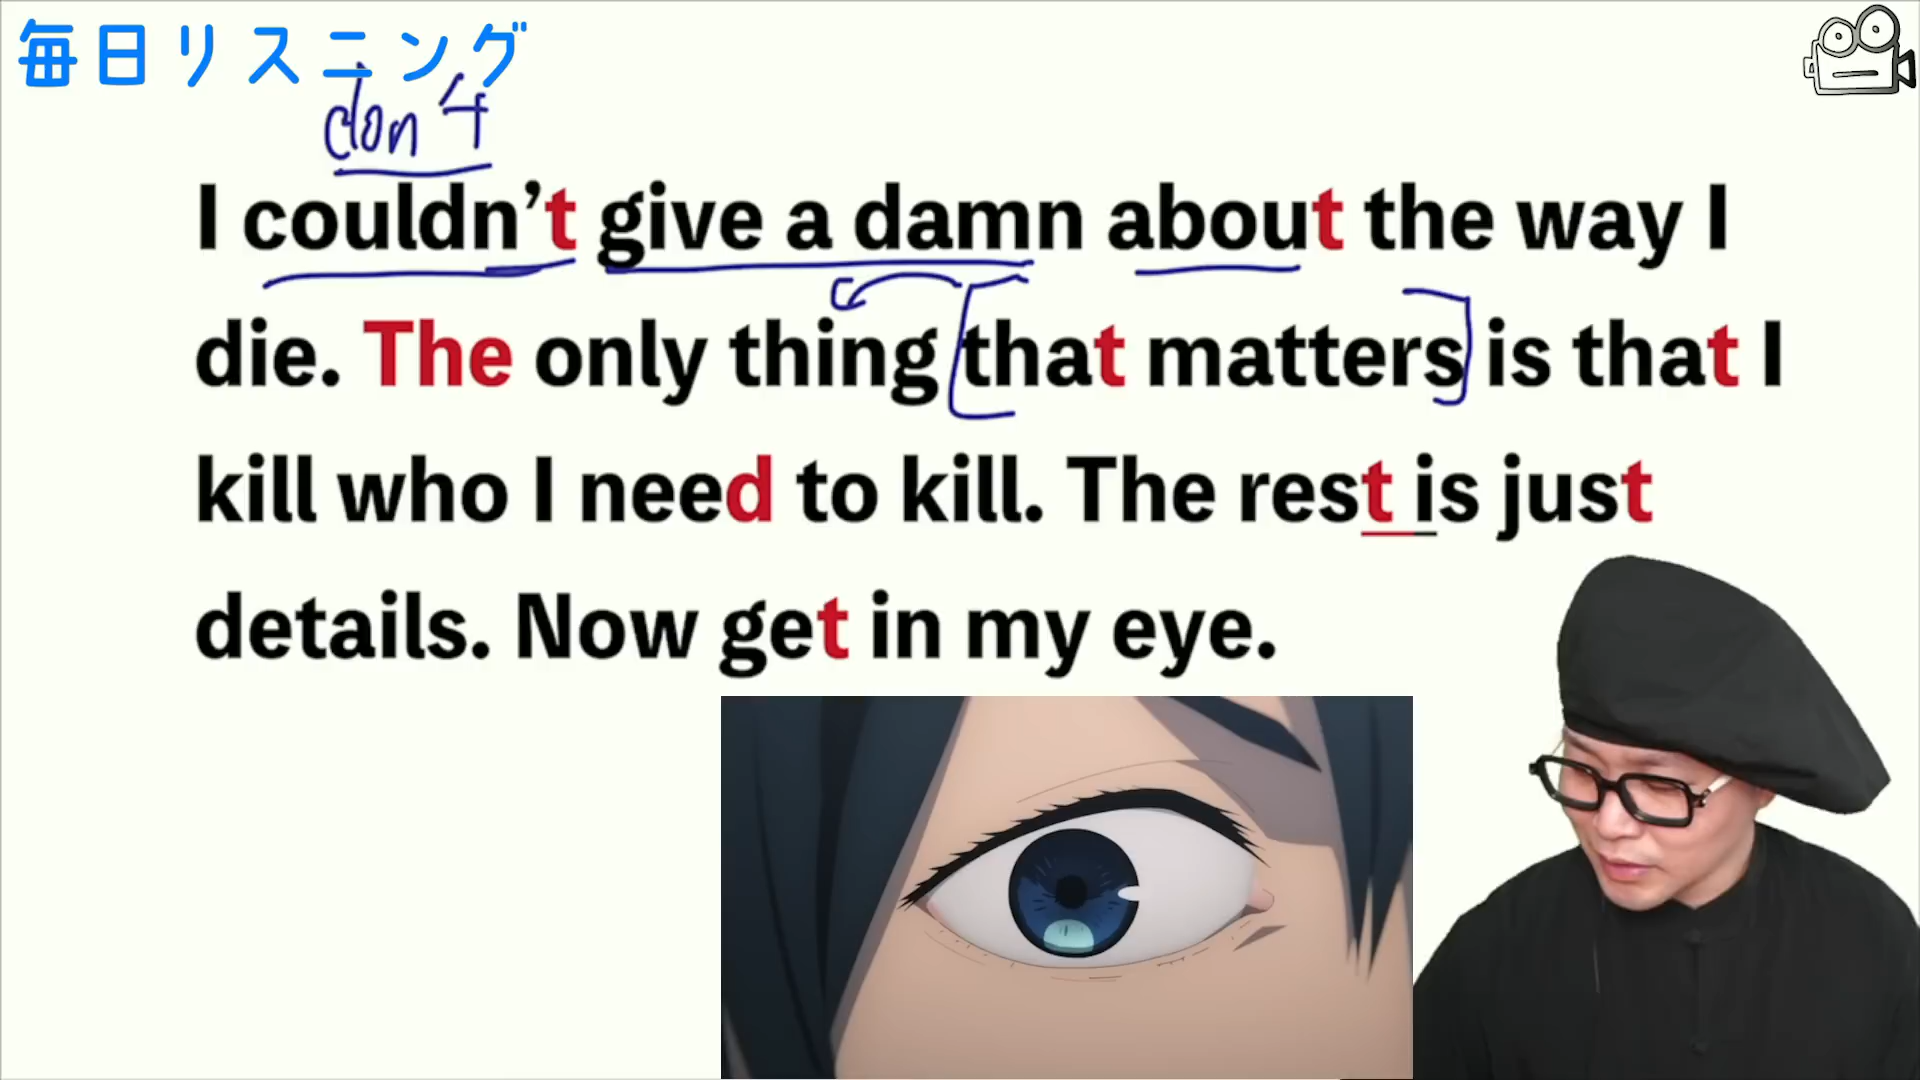 毎日リスニング
don't
I couldn't give a damn about the way I
die. The only thing that matters is that I
kill who I need to kill. The rest is just
details. Now get in my eye.